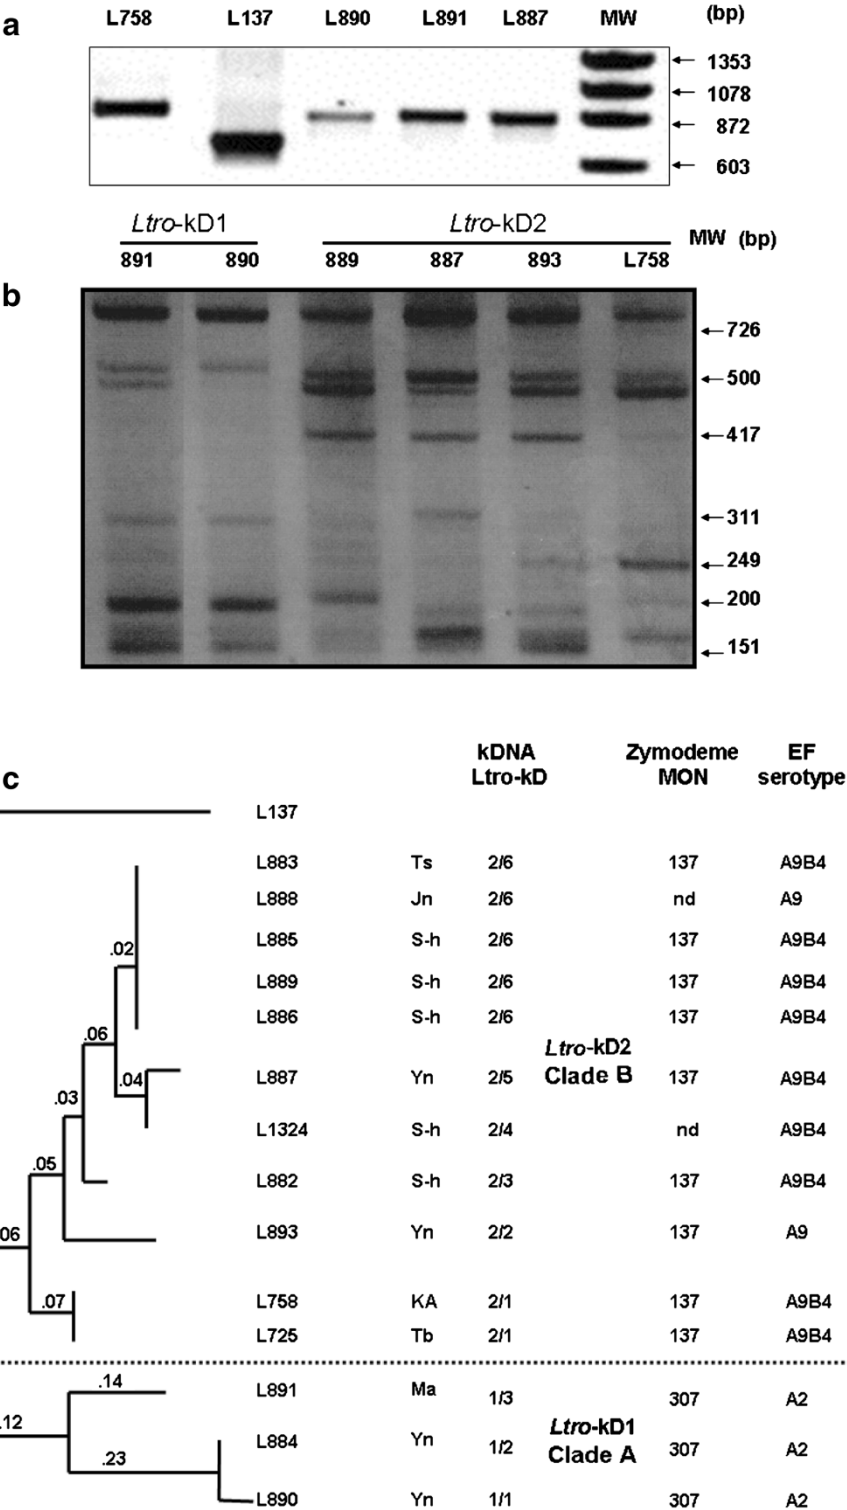 a
L758 L137 L890 L891 L887 MW (bp)
1353
1078
872
603
Ltro-kD1 Ltro-kD2
MW (bp)
891 890 889 887 893 L758
b
726
500
417
311
249
200
151
c
kDNA Zymodeme EF
Ltro-kD MON serotype
L137
L883 Ts 2/6 137 A9B4
L888 Jn 2/6 nd A9
L885 S-h 2/6 137 A9B4
.02
L889 S-h 2/6 137 A9B4
L886 S-h 2/6 137 A9B4
.06
Ltro-kD2
Clade B
.04 L887 Yn 2/5 137 A9B4
.03
L1324 S-h 2/4 nd A9B4
.05
L882 S-h 2/3 137 A9B4
06 L893 Yn 2/2 137 A9
.07 L758 KA 2/1 137 A9B4
L725 Tb 2/1 137 A9B4
.14 L891 Ma 1/3 307 A2
.12
Ltro-kD1
Clade A
L884 Yn 1/2 307 A2
.23
L890 Yn 1/1 307 A2